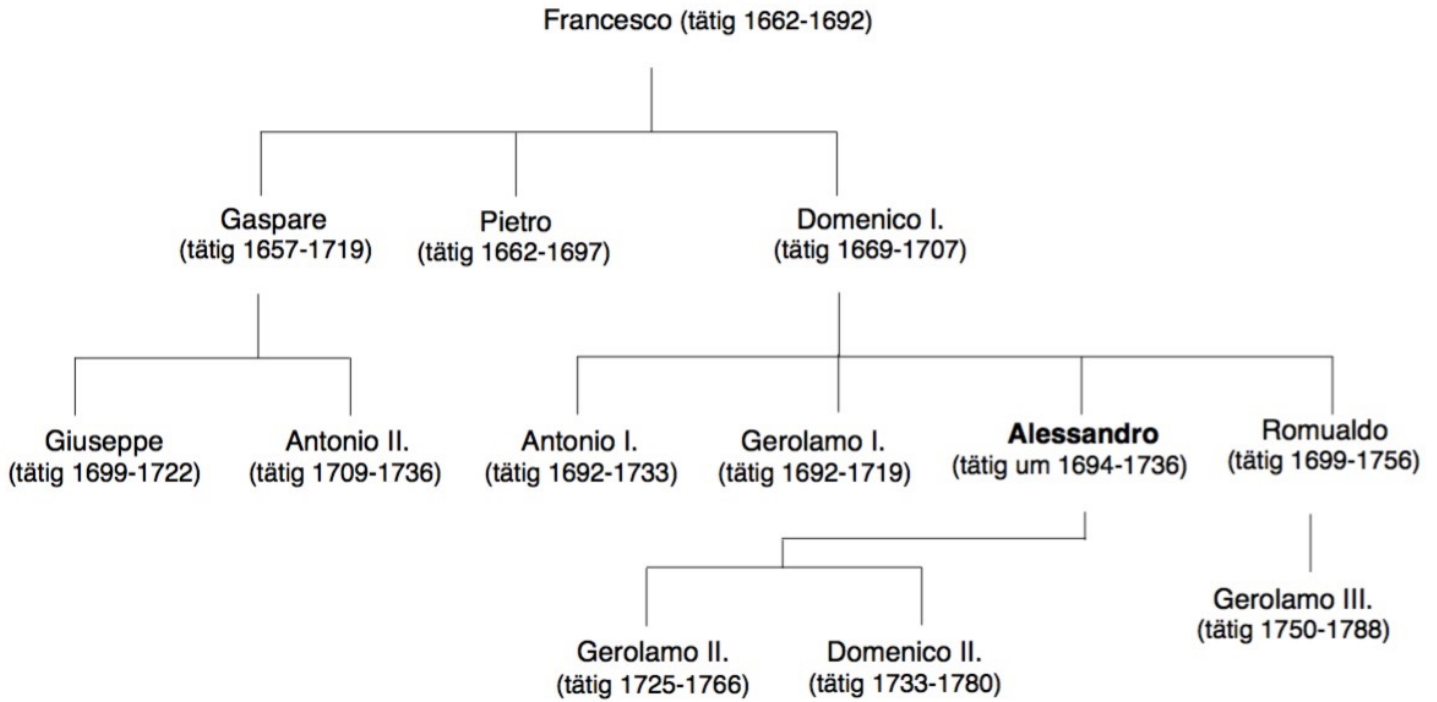 Francesco (tätig 1662-1692)
Gaspare
(tätig 1657-1719)
Pietro
(tätig 1662-1697)
Domenico I.
(tätig 1669-1707)
Giuseppe
(tätig 1699-1722)
Antonio II.
(tätig 1709-1736)
Antonio I.
(tätig 1692-1733)
Gerolamo I.
(tätig 1692-1719)
Alessandro
(tätig um 1694-1736)
Romualdo
(tätig 1699-1756)
Gerolamo II.
(tätig 1725-1766)
Domenico II.
(tätig 1733-1780)
Gerolamo III.
(tätig 1750-1788)